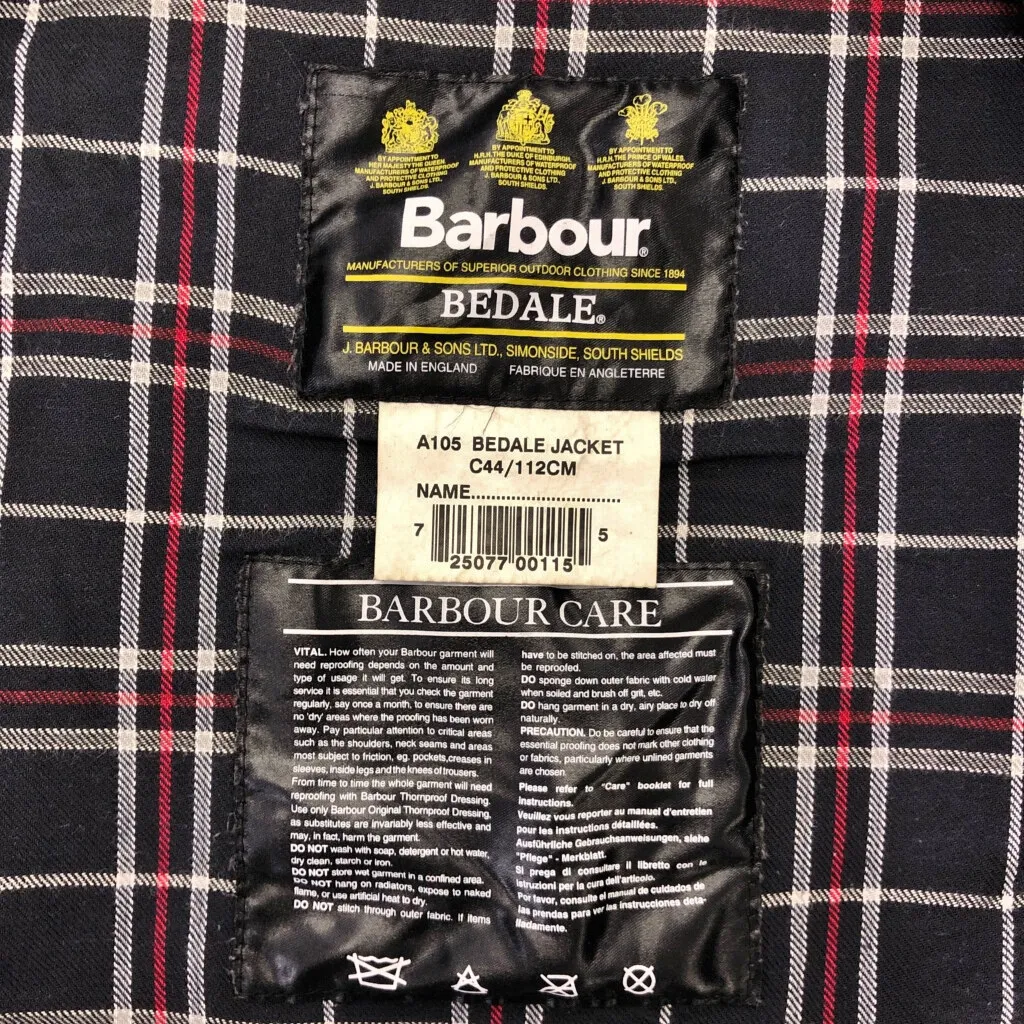 BY APPOINTMENT TO
HER MAJESTY THE QUEEN
MANUFACTURERS OF WATERPROOF
AND PROTECTIVE CLOTHING
J. BARBOUR & SONS LTD.,
SOUTH SHIELDS.
BY APPOINTMENT TO
H.R.H. THE DUKE OF EDINBURGH.
MANUFACTURERS OF WATERPROOF
AND PROTECTIVE CLOTHING
J. BARBOUR & SONS LTD.,
SOUTH SHIELDS.
BY APPOINTMENT TO
H.R.H. THE PRINCE OF WALES.
MANUFACTURERS OF WATERPROOF
AND PROTECTIVE CLOTHING
J. BARBOUR & SONS LTD.,
SOUTH SHIELDS.
Barbour®
MANUFACTURERS OF SUPERIOR OUTDOOR CLOTHING SINCE 1894
BEDALE®
J. BARBOUR & SONS LTD., SIMONSIDE, SOUTH SHIELDS
MADE IN ENGLAND FABRIQUE EN ANGLETERRE
A105 BEDALE JACKET
C44/112CM
NAME..............................
7 25077 00115 5
BARBOUR CARE
VITAL. How often your Barbour garment will
need reproofing depends on the amount and
type of usage it will get. To ensure its long
service it is essential that you check the garment
regularly, say once a month, to ensure there are
no 'dry' areas where the proofing has been worn
away. Pay particular attention to critical areas
such as the shoulders, neck seams and areas
most subject to friction, eg. pockets,creases in
sleeves, inside legs and the knees of trousers.
From time to time the whole garment will need
reproofing with Barbour Thornproof Dressing.
Use only Barbour Original Thornproof Dressing,
as substitutes are invariably less effective and
may, in fact, harm the garment.
DO NOT wash with soap, detergent or hot water,
dry clean, starch or iron.
DO NOT store wet garment in a confined area.
DO NOT hang on radiators, expose to naked
flame, or use artificial heat to dry.
DO NOT stitch through outer fabric. If items
have to be stitched on, the area affected must
be reproofed.
DO sponge down outer fabric with cold water
when soiled and brush off grit, etc.
DO hang garment in a dry, airy place to dry off
naturally.
PRECAUTION. Do be careful to ensure that the
essential proofing does not mark other clothing
or fabrics, particularly where unlined garments
are chosen.
Please refer to "Care" booklet for full
instructions.
Veuillez vous reporter au manuel d'entretien
pour les instructions détaillées.
Ausführliche Gebrauchsanweisungen, siehe
"Pflege" - Merkblatt.
Si prega di consultare il libretto con le
istruzioni per la cura dell'articolo.
Por favor, consulte el manual de cuidados de
las prendas para ver las instrucciones deta-
lladamente.